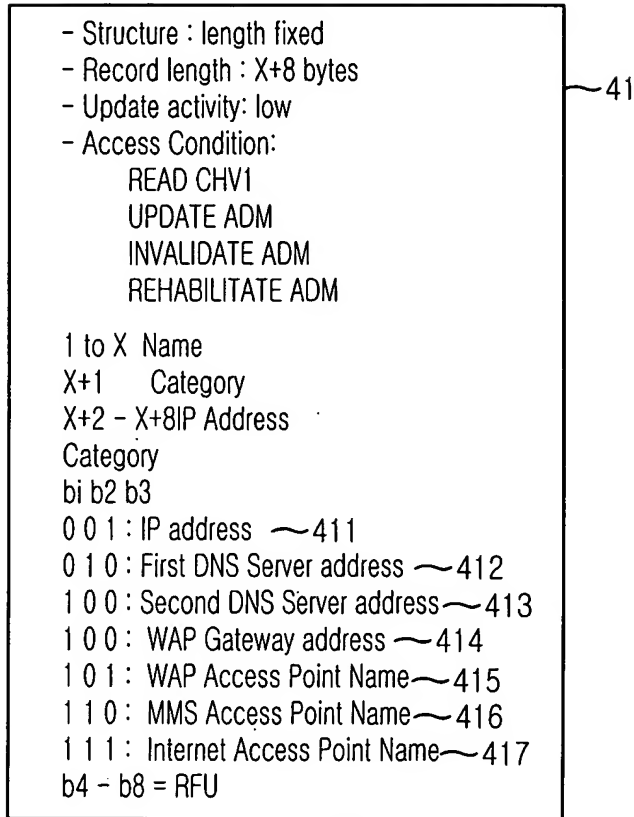 - Structure : length fixed
- Record length : X+8 bytes
- Update activity: low
- Access Condition:
READ CHV1
UPDATE ADM
INVALIDATE ADM
REHABILITATE ADM
41
1 to X Name
X+1 Category
X+2 - X+8IP Address
Category
bi b2 b3
0 0 1 : IP address 411
0 1 0 : First DNS Server address 412
1 0 0 : Second DNS Server address 413
1 0 0 : WAP Gateway address 414
1 0 1 : WAP Access Point Name 415
1 1 0 : MMS Access Point Name 416
1 1 1 : Internet Access Point Name 417
b4 - b8 = RFU